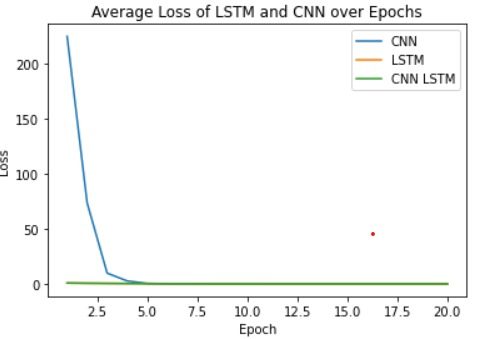 Average Loss of LSTM and CNN over Epochs
CNN
LSTM
CNN LSTM
200
150
100
50
0
Loss
2.5 5.0 7.5 10.0 12.5 15.0 17.5 20.0
Epoch